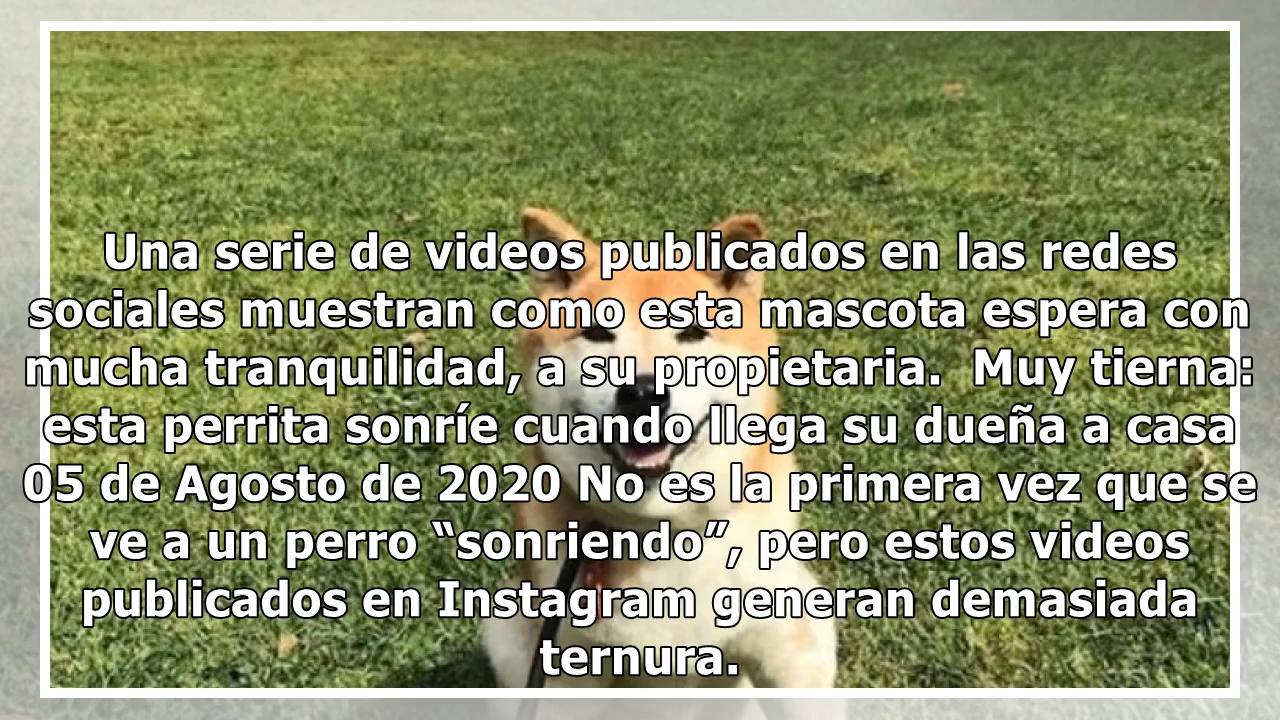 Una serie de videos publicados en las redes
sociales muestran como esta mascota espera con
mucha tranquilidad, a su propietaria.  Muy tierna:
esta perrita sonríe cuando llega su dueña a casa
05 de Agosto de 2020 No es la primera vez que se
ve a un perro “sonriendo”, pero estos videos
publicados en Instagram generan demasiada
ternura.